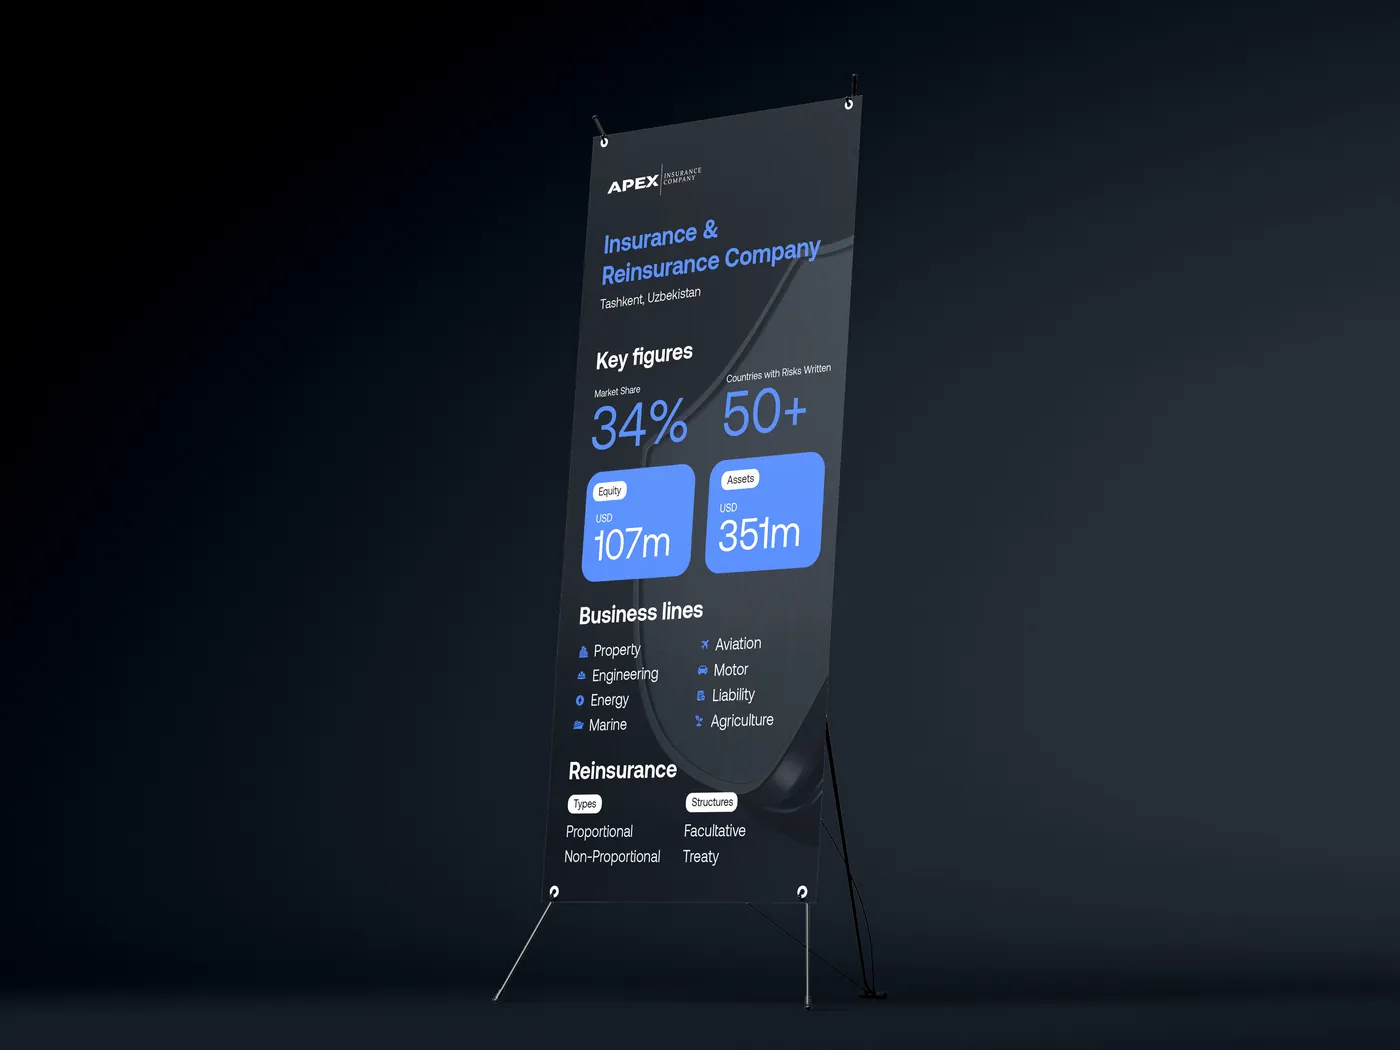 APEX
INSURANCE
COMPANY
Insurance &
Reinsurance Company
Tashkent, Uzbekistan
Key figures
Market Share
34%
Countries with Risks Written
50+
Equity
USD
107m
Assets
USD
351m
Business lines
Property
Engineering
Energy
Marine
Aviation
Motor
Liability
Agriculture
Reinsurance
Types
Proportional
Non-Proportional
Structures
Facultative
Treaty